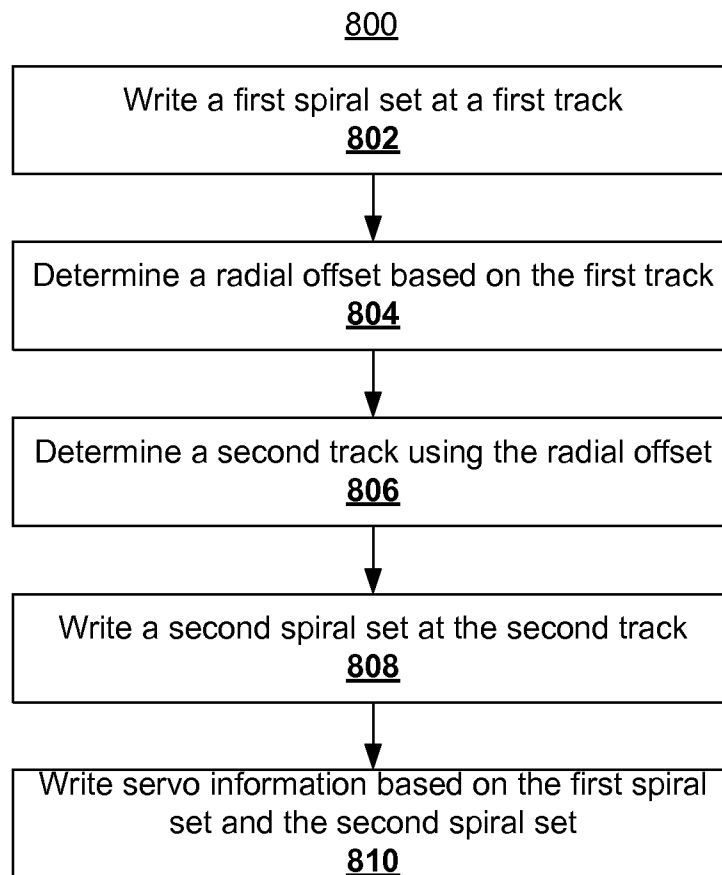 800
Write a first spiral set at a first track
802
Determine a radial offset based on the first track
804
Determine a second track using the radial offset
806
Write a second spiral set at the second track
808
Write servo information based on the first spiral
set and the second spiral set
810